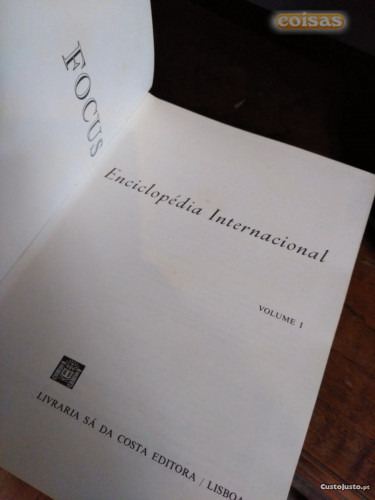 coisas
FOCUS
Enciclopédia Internacional
VOLUME I
LIVRARIA SÁ DA COSTA EDITORA / LISBOA
CustoJusto.pt